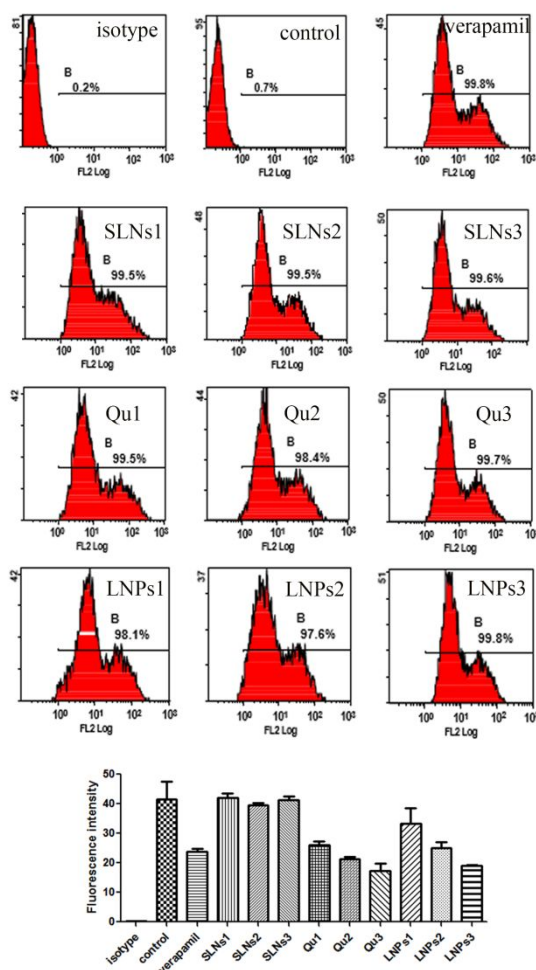 81
isotype
B
0.2%
10⁰ 10¹ 10² 10³
FL2 Log
95
control
B
0.7%
10⁰ 10¹ 10² 10³
FL2 Log
45
verapamil
B
99.8%
10⁰ 10¹ 10² 10³
FL2 Log
SLNs1
B
99.5%
10⁰ 10¹ 10² 10³
FL2 Log
48
SLNs2
B
99.5%
10⁰ 10¹ 10² 10³
FL2 Log
50
SLNs3
B
99.6%
10⁰ 10¹ 10²
FL2 Log
42
Qu1
B
99.5%
10⁰ 10¹ 10² 10³
FL2 Log
44
Qu2
B
98.4%
10⁰ 10¹ 10² 10³
FL2 Log
50
Qu3
B
99.7%
10⁰ 10¹ 10² 10³
FL2 Log
42
LNPs1
B
98.1%
10⁰ 10¹ 10² 10³
FL2 Log
37
LNPs2
B
97.6%
10⁰ 10¹ 10² 10³
FL2 Log
51
LNPs3
B
99.8%
10⁰ 10¹ 10² 10³
FL2 Log
Fluorescence intensity
50
40
30
20
10
0
isotype
control
verapamil
SLNs1
SLNs2
SLNs3
Qu1
Qu2
Qu3
LNPs1
LNPs2
LNPs3